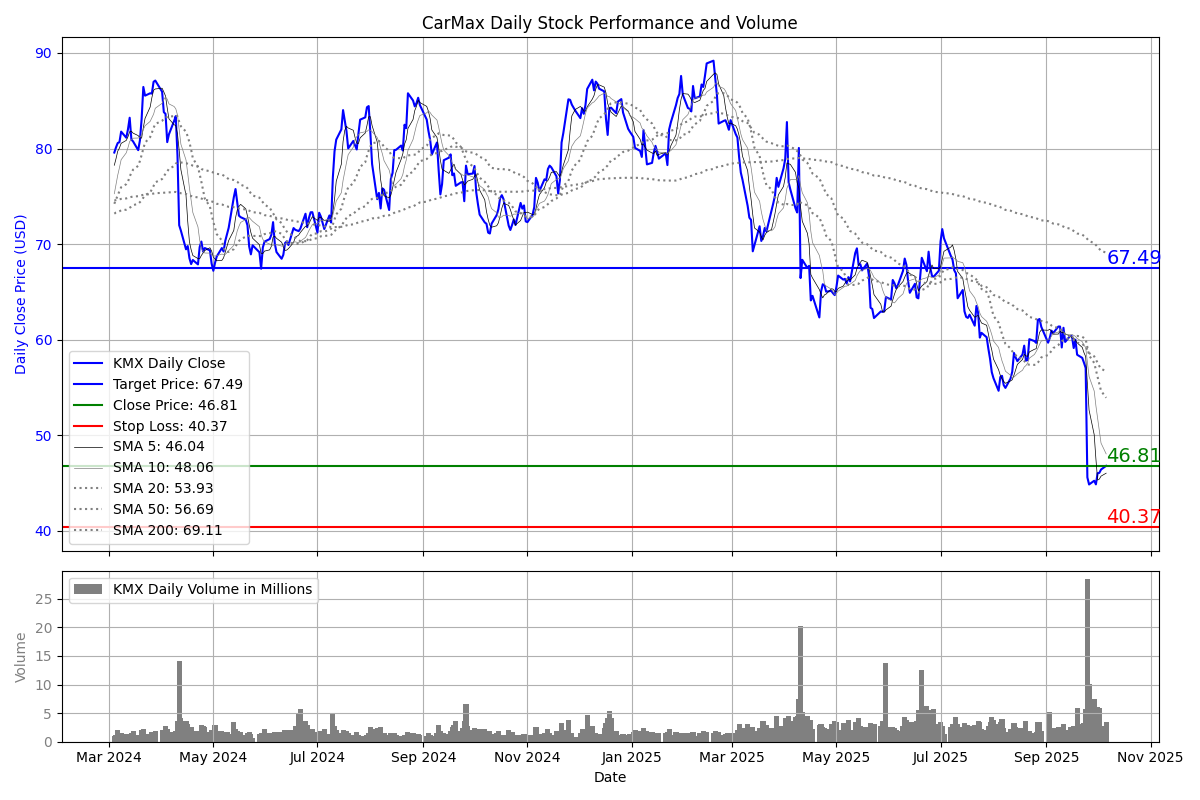 CarMax Daily Stock Performance and Volume
Daily Close Price (USD)
90
80
70
60
50
40
67.49
46.81
40.37
KMX Daily Close
Target Price: 67.49
Close Price: 46.81
Stop Loss: 40.37
SMA 5: 46.04
SMA 10: 48.06
SMA 20: 53.93
SMA 50: 56.69
SMA 200: 69.11
Volume
25
20
15
10
5
0
KMX Daily Volume in Millions
Mar 2024 May 2024 Jul 2024 Sep 2024 Nov 2024 Jan 2025 Mar 2025 May 2025 Jul 2025 Sep 2025 Nov 2025
Date